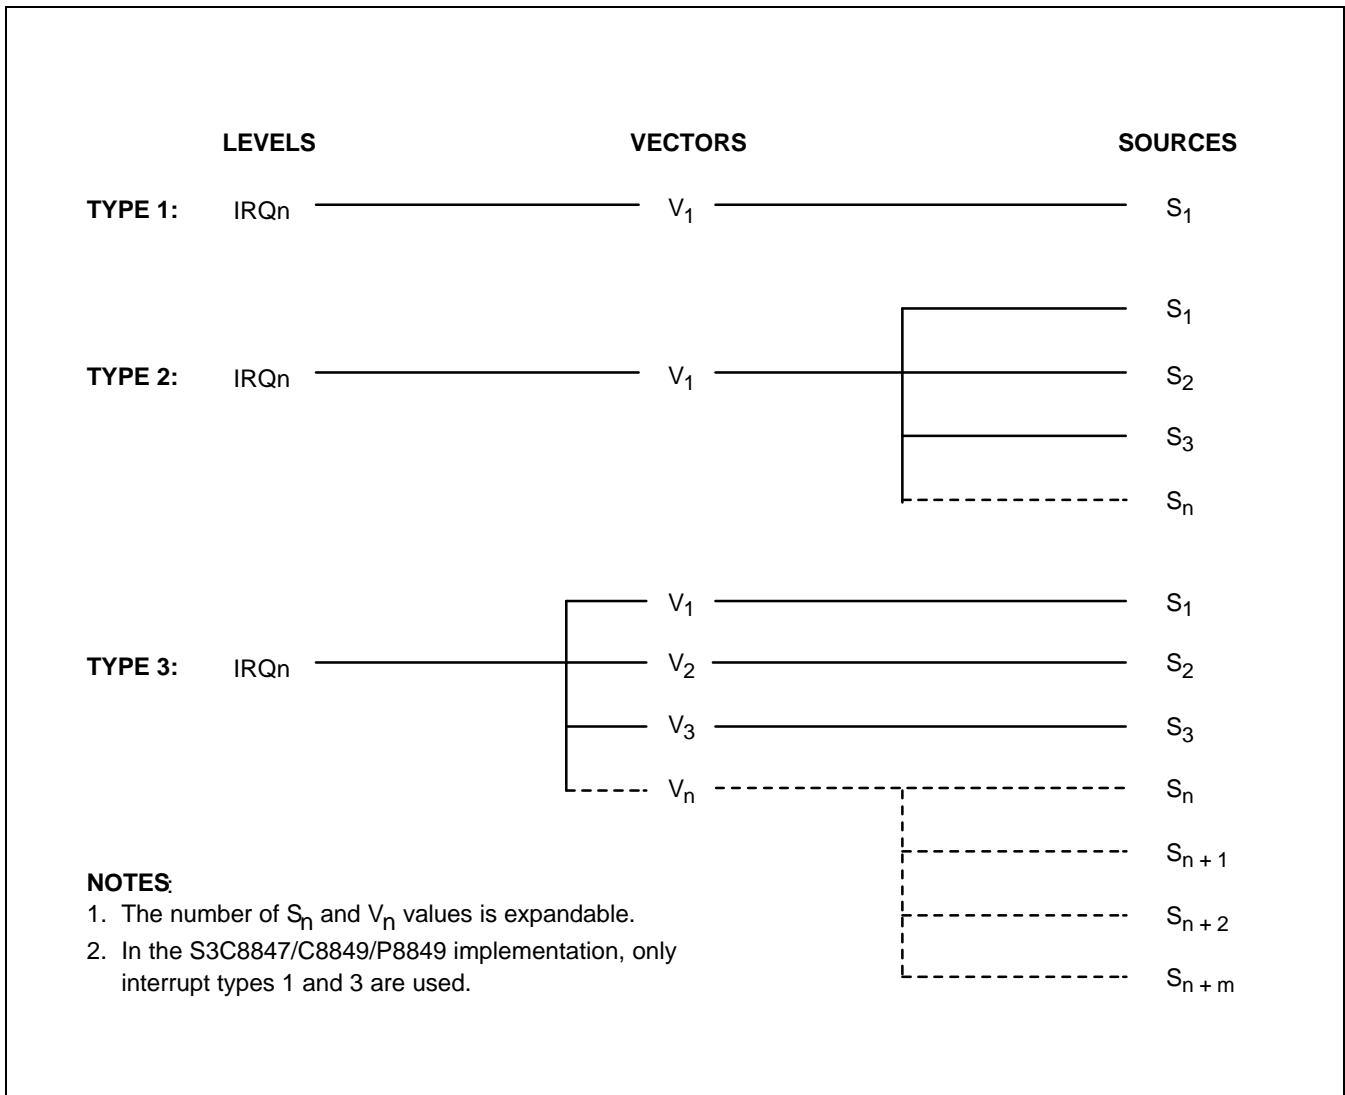 LEVELS VECTORS SOURCES
TYPE 1: IRQn V1 S1
S1
TYPE 2: IRQn V1 S2
S3
Sn
V1 S1
TYPE 3: IRQn V2 S2
V3 S3
Vn Sn
Sn + 1
NOTES:
1. The number of Sn and Vn values is expandable.
Sn + 2
2. In the S3C8847/C8849/P8849 implementation, only
interrupt types 1 and 3 are used.
Sn + m